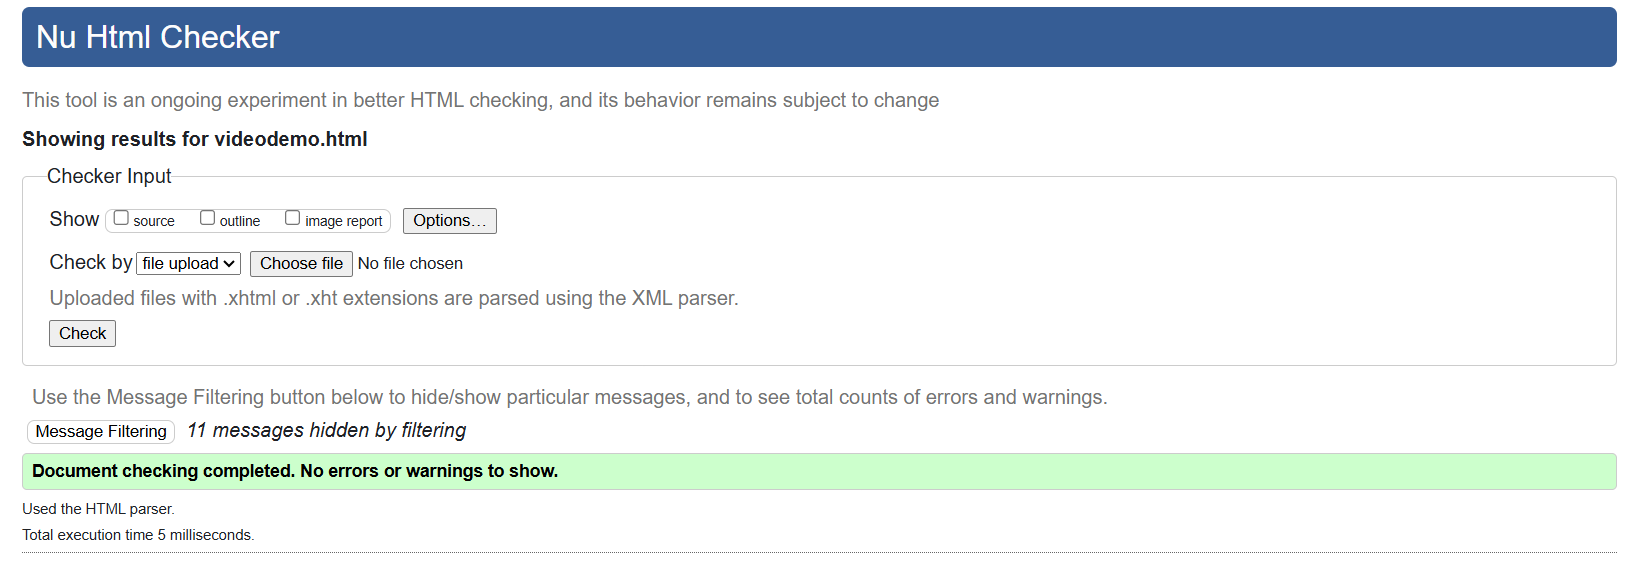 Nu Html Checker
This tool is an ongoing experiment in better HTML checking, and its behavior remains subject to change
Showing results for videodemo.html
Checker Input
Show source outline image report Options…
Check by file upload Choose file No file chosen
Uploaded files with .xhtml or .xht extensions are parsed using the XML parser.
Check
Use the Message Filtering button below to hide/show particular messages, and to see total counts of errors and warnings.
Message Filtering 11 messages hidden by filtering
Document checking completed. No errors or warnings to show.
Used the HTML parser.
Total execution time 5 milliseconds.